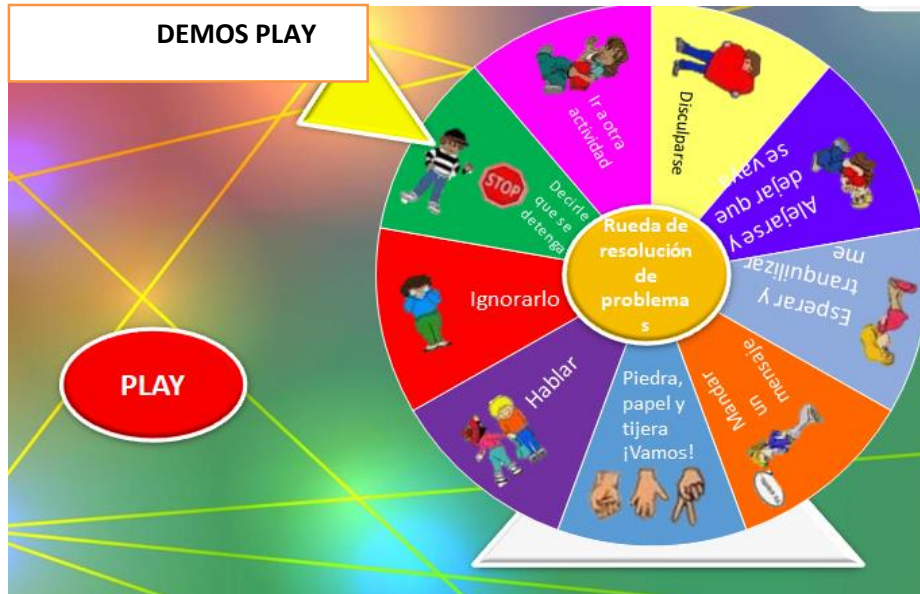 DEMOS PLAY
Ir a otra
actividad
Disculparse
Alejarse y
dejar que
se vaya
Esperar y
tranquilizar
me
Mandar
un
mensaje
Piedra,
papel y
tijera
¡Vamos!
Hablar
Ignorarlo
Decirle
que se
detenga
STOP
Rueda de
resolución
de
problema
s
PLAY